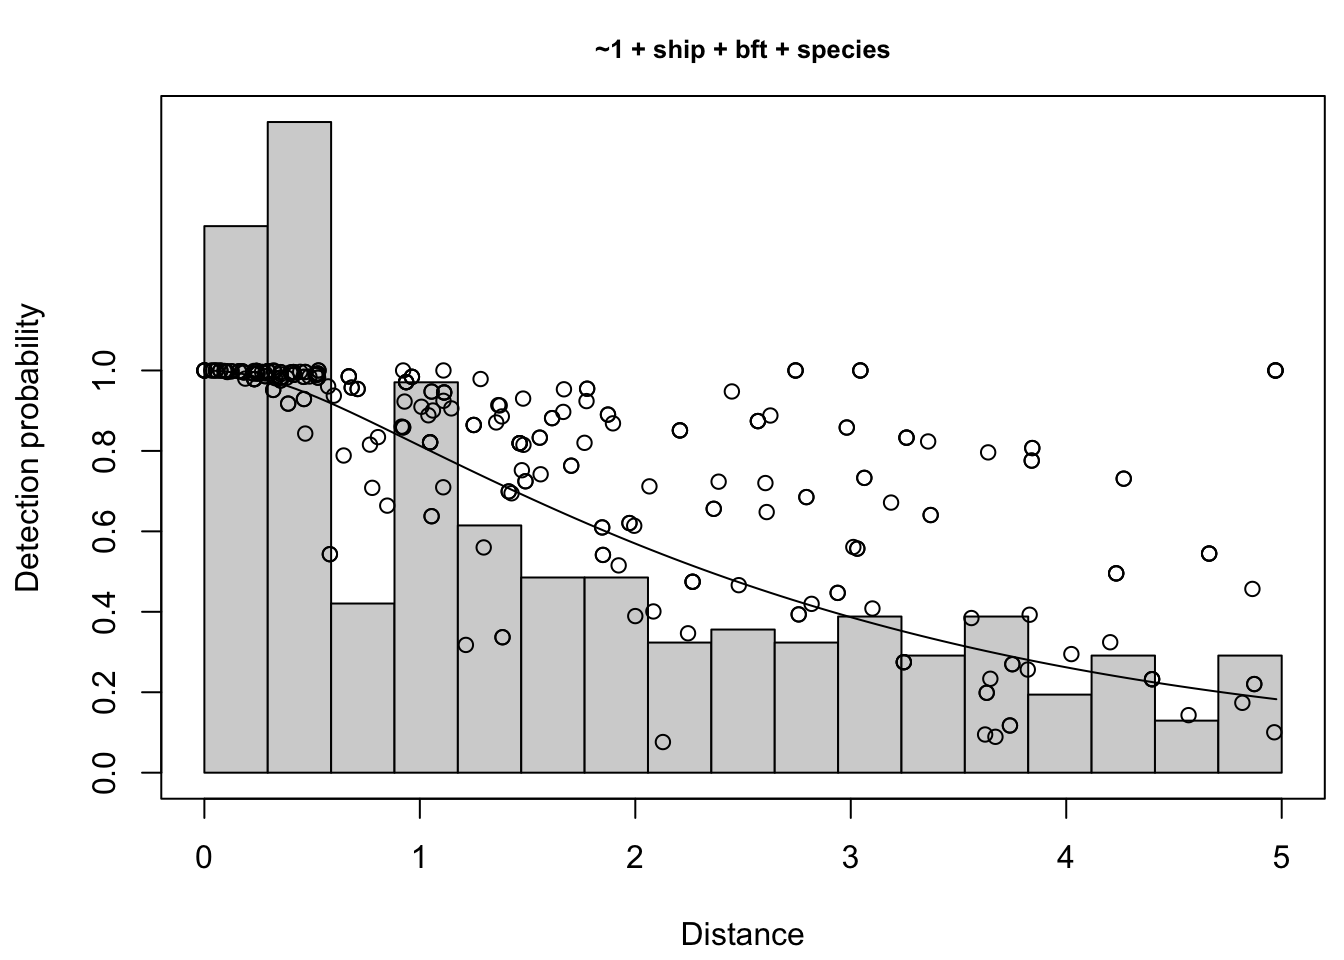 ~1 + ship + bft + species
Detection probability
1.0
0.8
0.6
0.4
0.2
0.0
0 1 2 3 4 5
Distance